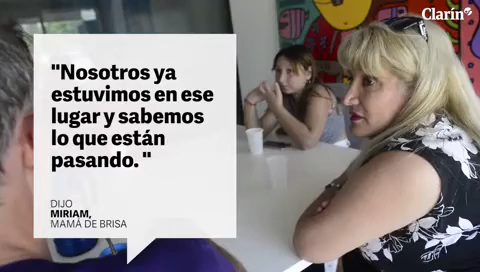 Clarín
"Nosotros ya
estuvimos en ese
lugar y sabemos
lo que están
pasando. "
DIJO
MIRIAM,
MAMÁ DE BRISA